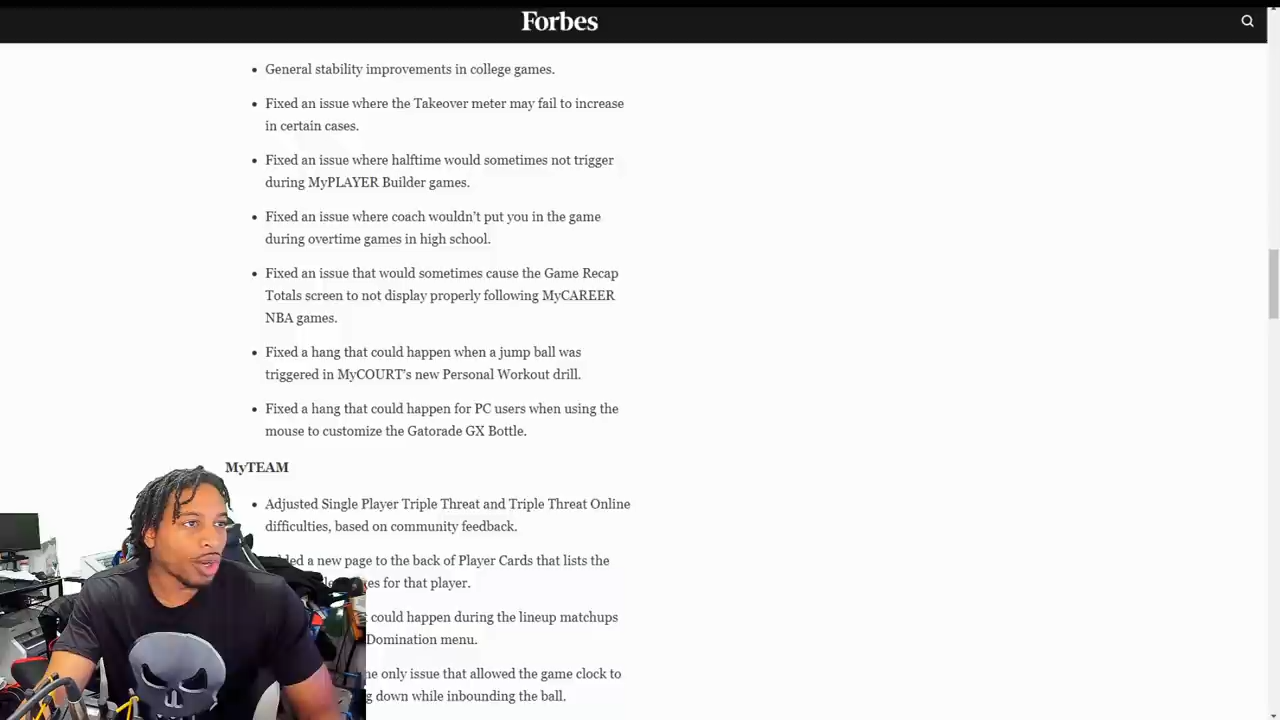 Forbes
• General stability improvements in college games.
• Fixed an issue where the Takeover meter may fail to increase
in certain cases.
• Fixed an issue where halftime would sometimes not trigger
during MyPLAYER Builder games.
• Fixed an issue where coach wouldn't put you in the game
during overtime games in high school.
• Fixed an issue that would sometimes cause the Game Recap
Totals screen to not display properly following MyCAREER
NBA games.
• Fixed a hang that could happen when a jump ball was
triggered in MyCOURT's new Personal Workout drill.
• Fixed a hang that could happen for PC users when using the
mouse to customize the Gatorade GX Bottle.
MyTEAM
• Adjusted Single Player Triple Threat and Triple Threat Online
difficulties, based on community feedback.
a new page to the back of Player Cards that lists the
for that player.
could happen during the lineup matchups
Domination menu.
only issue that allowed the game clock to
down while inbounding the ball.